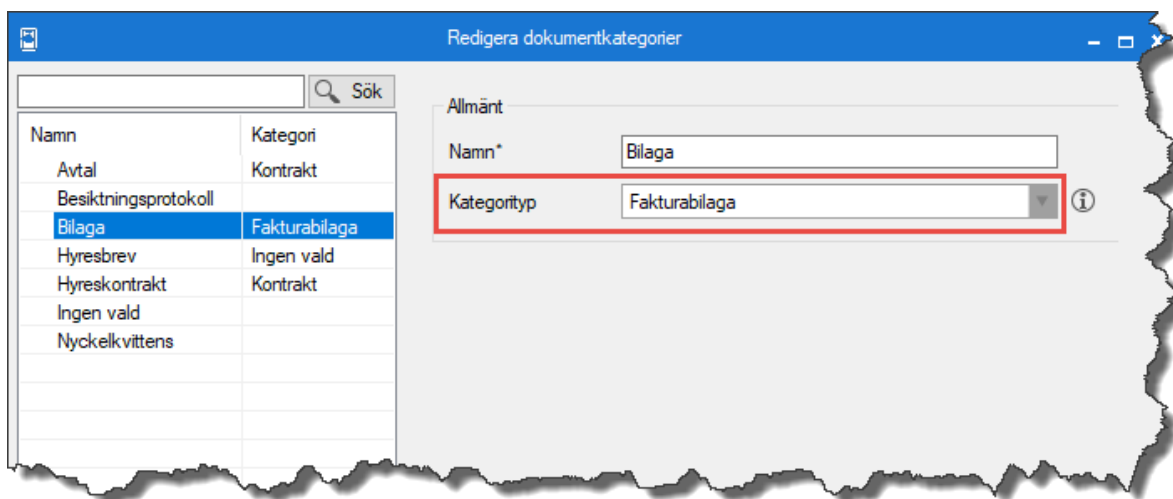 Redigera dokumentkategorier
Sök
Namn Kategori
Avtal Kontrakt
Besiktningsprotokoll
Bilaga Fakturabilaga
Hyresbrev Ingen vald
Hyreskontrakt Kontrakt
Ingen vald
Nyckelkvittens
Allmänt
Namn* Bilaga
Kategorityp Fakturabilaga